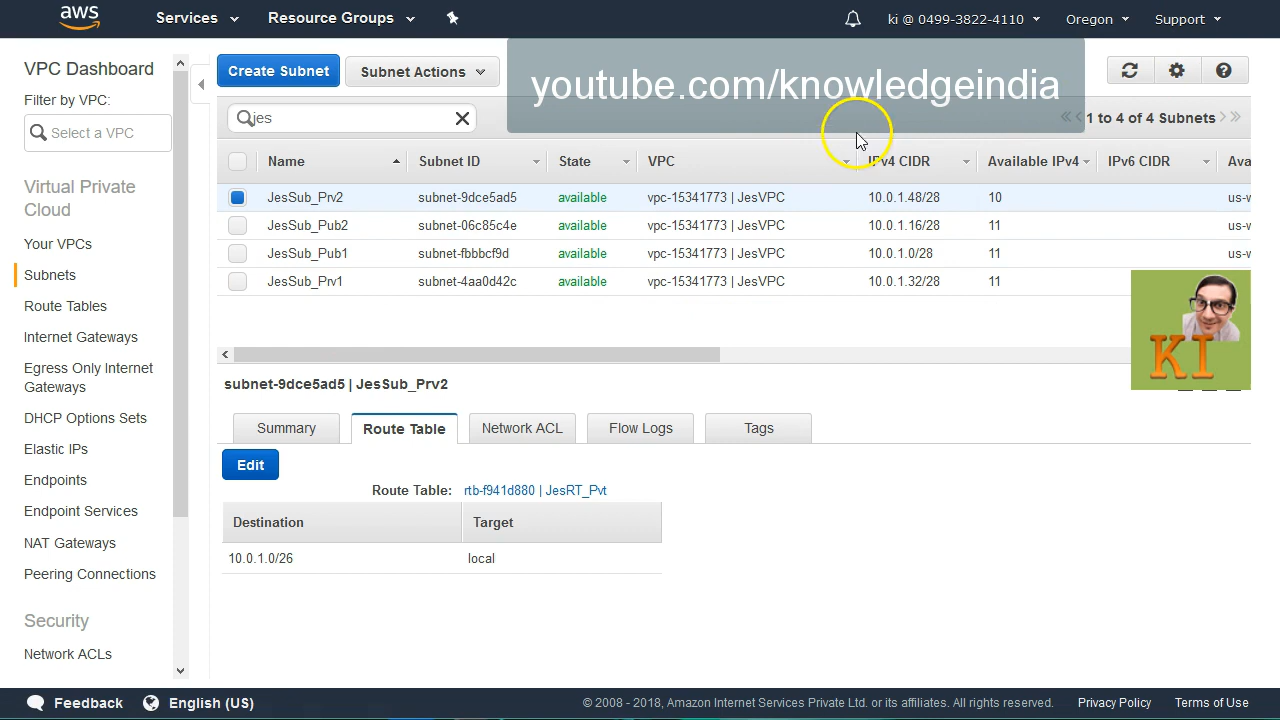 aws Services Resource Groups ki @ 0499-3822-4110 Oregon Support
VPC Dashboard
Filter by VPC:
Select a VPC
Virtual Private
Cloud
Your VPCs
Subnets
Route Tables
Internet Gateways
Egress Only Internet
Gateways
DHCP Options Sets
Elastic IPs
Endpoints
Endpoint Services
NAT Gateways
Peering Connections
Security
Network ACLs
Create Subnet Subnet Actions
youtube.com/knowledgeindia
jes
1 to 4 of 4 Subnets
Name Subnet ID State VPC IPv4 CIDR Available IPv4 IPv6 CIDR Ava
JesSub_Prv2 subnet-9dce5ad5 available vpc-15341773 | JesVPC 10.0.1.48/28 10 us-w
JesSub_Pub2 subnet-06c85c4e available vpc-15341773 | JesVPC 10.0.1.16/28 11 us-w
JesSub_Pub1 subnet-fbbbcf9d available vpc-15341773 | JesVPC 10.0.1.0/28 11 us-w
JesSub_Prv1 subnet-4aa0d42c available vpc-15341773 | JesVPC 10.0.1.32/28 11
KI
subnet-9dce5ad5 | JesSub_Prv2
Summary Route Table Network ACL Flow Logs Tags
Edit
Route Table: rtb-f941d880 | JesRT_Pvt
Destination Target
10.0.1.0/26 local
Feedback English (US) © 2008 - 2018, Amazon Internet Services Private Ltd. or its affiliates. All rights reserved. Privacy Policy Terms of Use